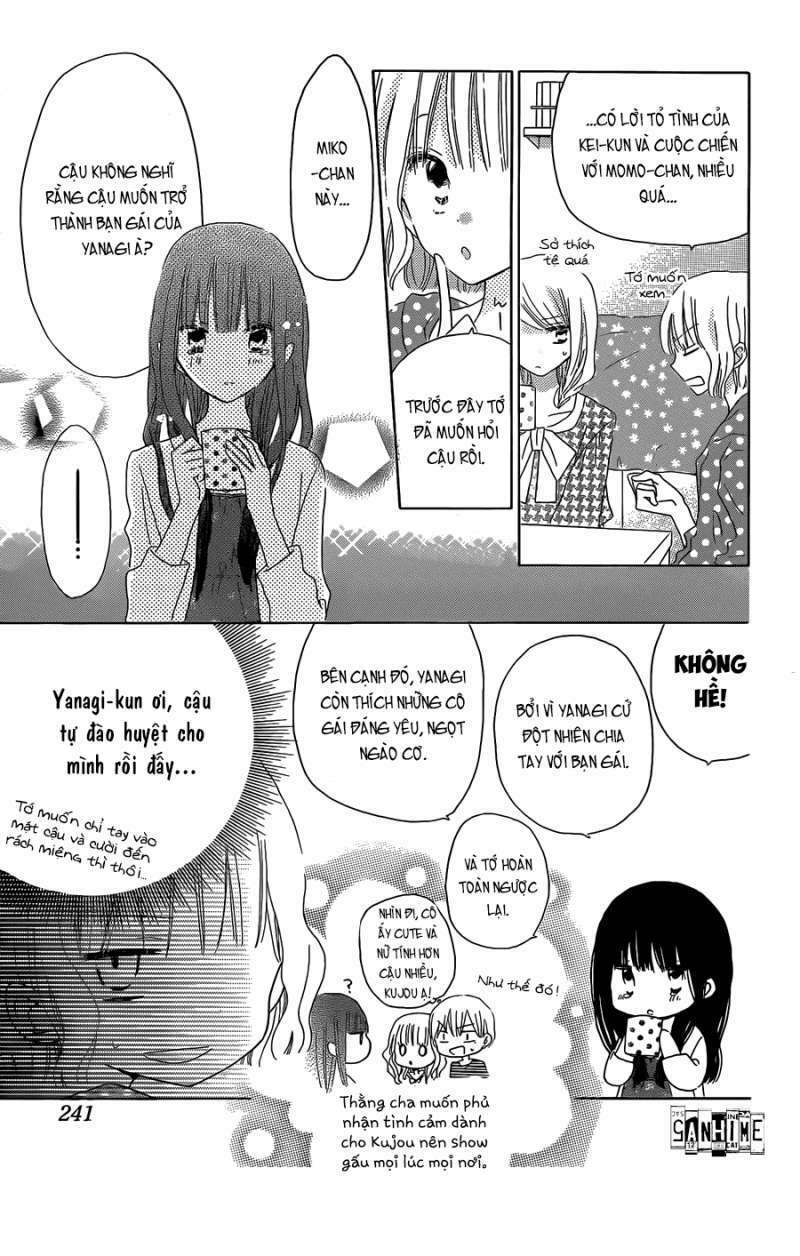 ...CÓ LỜI TỎ TÌNH CỦA
KEI-KUN VÀ CUỘC CHIẾN
VỚI MOMO-CHAN, NHIỀU
QUÁ...
Sở thích
tệ quá
Tớ muốn
xem...
TRƯỚC ĐÂY TỚ
ĐÃ MUỐN HỎI
CẬU RỒI.
MIKO
-CHAN
NÀY...
CẬU KHÔNG NGHĨ
RẰNG CẬU MUỐN TRỞ
THÀNH BẠN GÁI CỦA
YANAGI À?
...
KHÔNG
HỀ!
BỞI VÌ YANAGI CỨ
ĐỘT NHIÊN CHIA
TAY VỚI BẠN GÁI.
BÊN CẠNH ĐÓ, YANAGI
CÒN THÍCH NHỮNG CÔ
GÁI ĐÁNG YÊU, NGỌT
NGÀO CƠ.
VÀ TỚ HOÀN
TOÀN NGƯỢC
LẠI.
NHÌN ĐI, CÔ
ẤY CUTE VÀ
NỮ TÍNH HƠN
CẬU NHIỀU,
KUJOU Ạ!
Như thế đó!
?
Thằng cha muốn phủ
nhận tình cảm dành
cho Kujou nên show
gấu mọi lúc mọi nơi.
Yanagi-kun ơi, cậu
tự đào huyệt cho
mình rồi đấy...
Tớ muốn chỉ tay vào
mặt cậu và cười đến
rách miệng thì thôi...
241
SANHIME